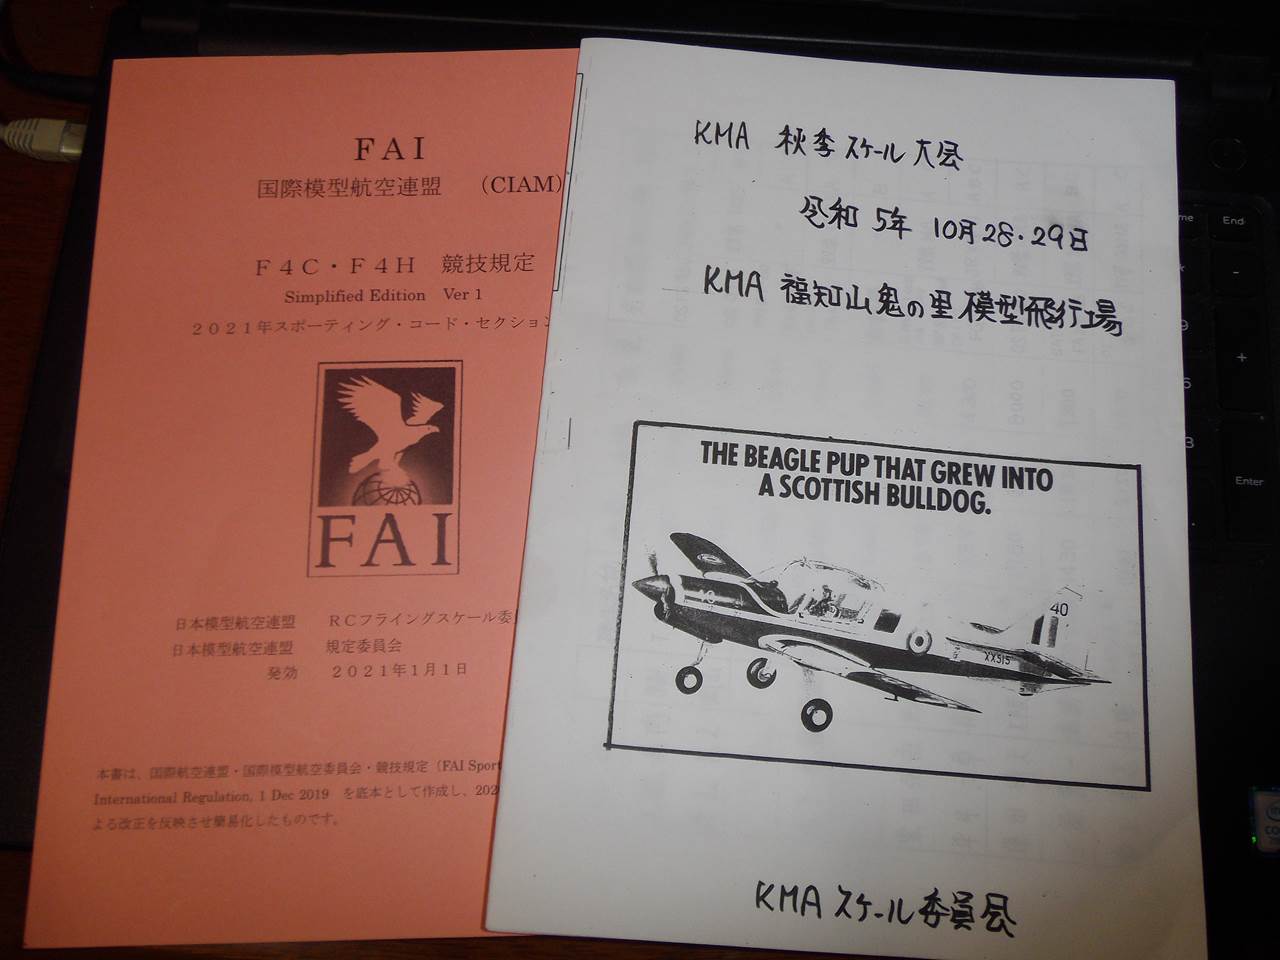 FAI
国際模型航空連盟 （CIAM）
F4C・F4H 競技規定
Simplified Edition Ver 1
2021年スポーティング・コード・セクション
FAI
日本模型航空連盟 RCフライングスケール委
日本模型航空連盟 規定委員会
発効 2021年1月1日
本書は、国際航空連盟・国際模型航空委員会・競技規定（FAI Sport
International Regulation, 1 Dec 2019 を底本として作成し、202
よる改正を反映させ簡易化したものです。
KMA 秋季スケール大会
令和5年 10月28・29日
KMA 福知山鬼の里模型飛行場
THE BEAGLE PUP THAT GREW INTO
A SCOTTISH BULLDOG.
40
XX515
KMAスケール委員会
End
-
+
Enter